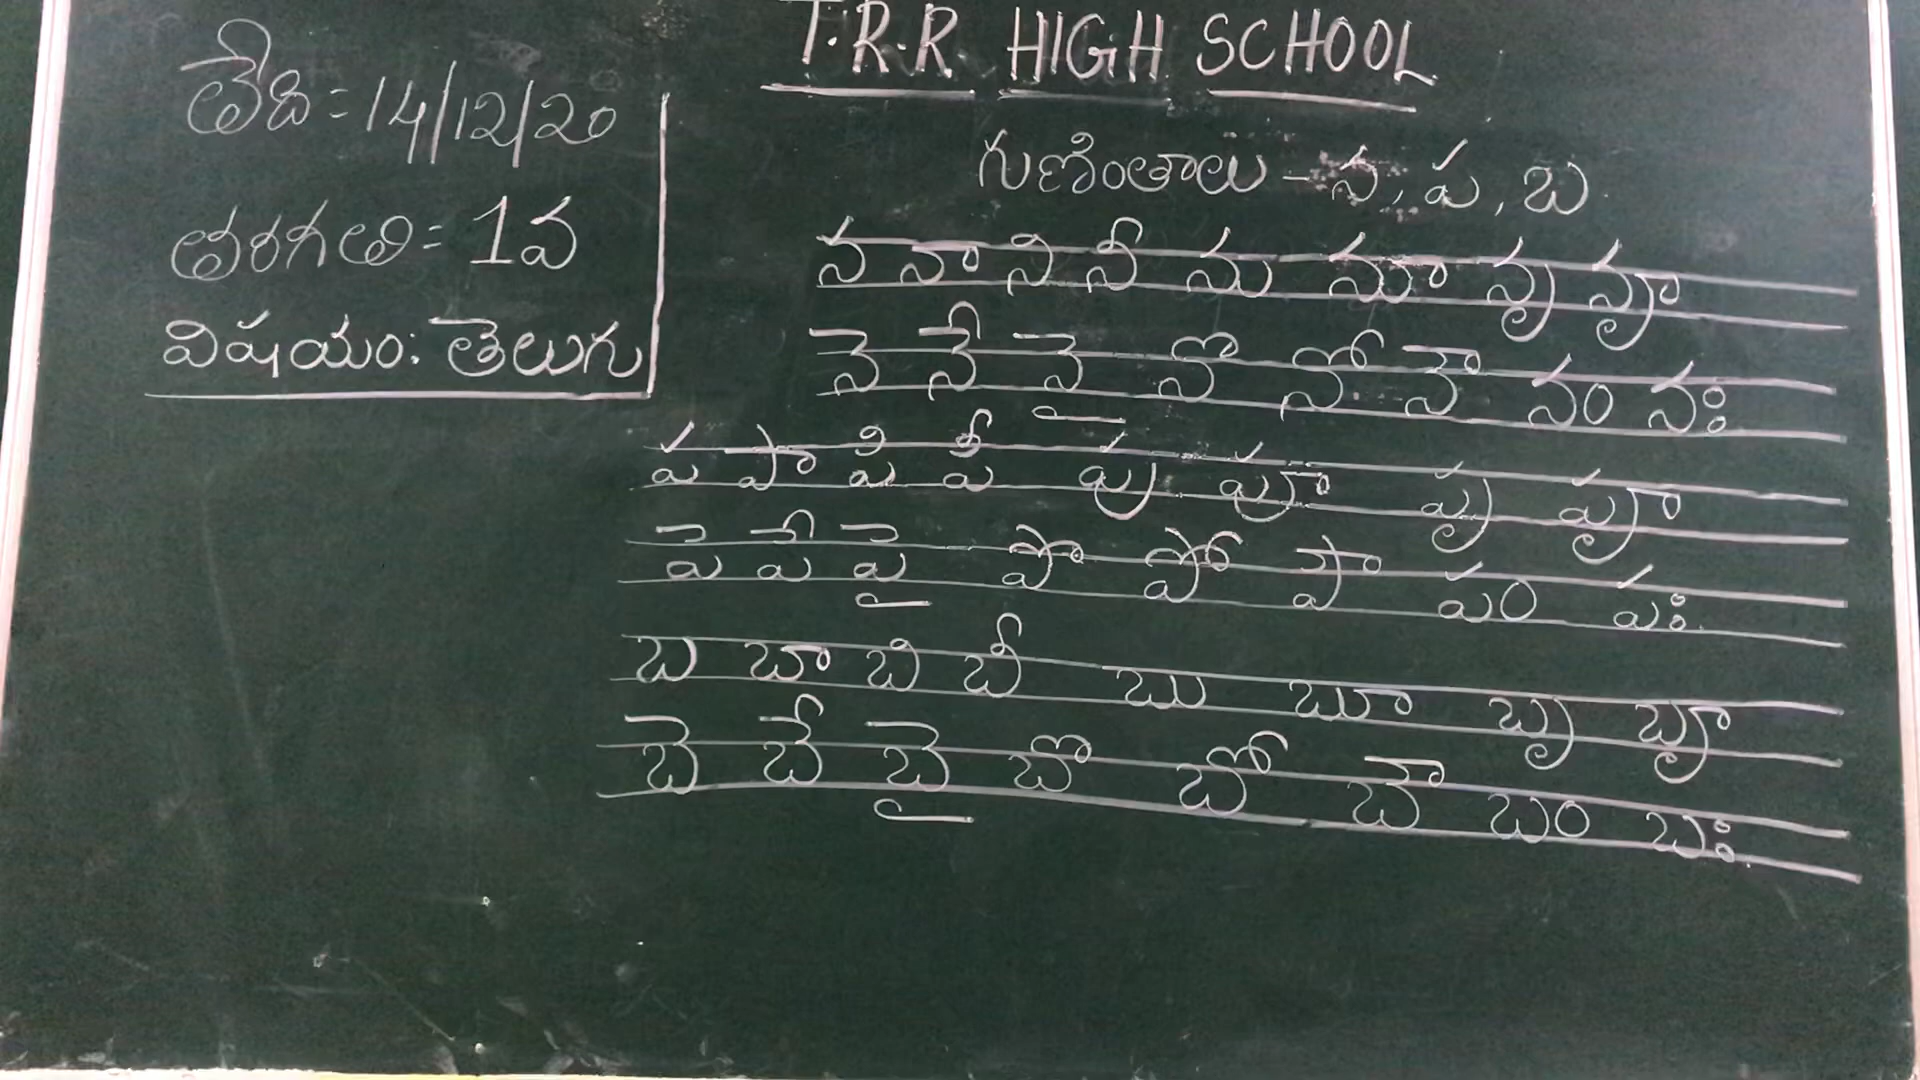 T.R.R HIGH SCHOOL
తేది = 14/12/20
తరగతి = 1వ
విషయం: తెలుగు
గుణింతాలు - న, ప, బ
న నా ని నీ ను నూ నృ నౄ
నె నే నై నొ నో నౌ నం నః
ప పా పి పీ పు పూ పృ పౄ
పె పే పై పొ పో పౌ పం పః
బ బా బి బీ బు బూ బృ బౄ
బె బే బై బొ బో బౌ బం బః